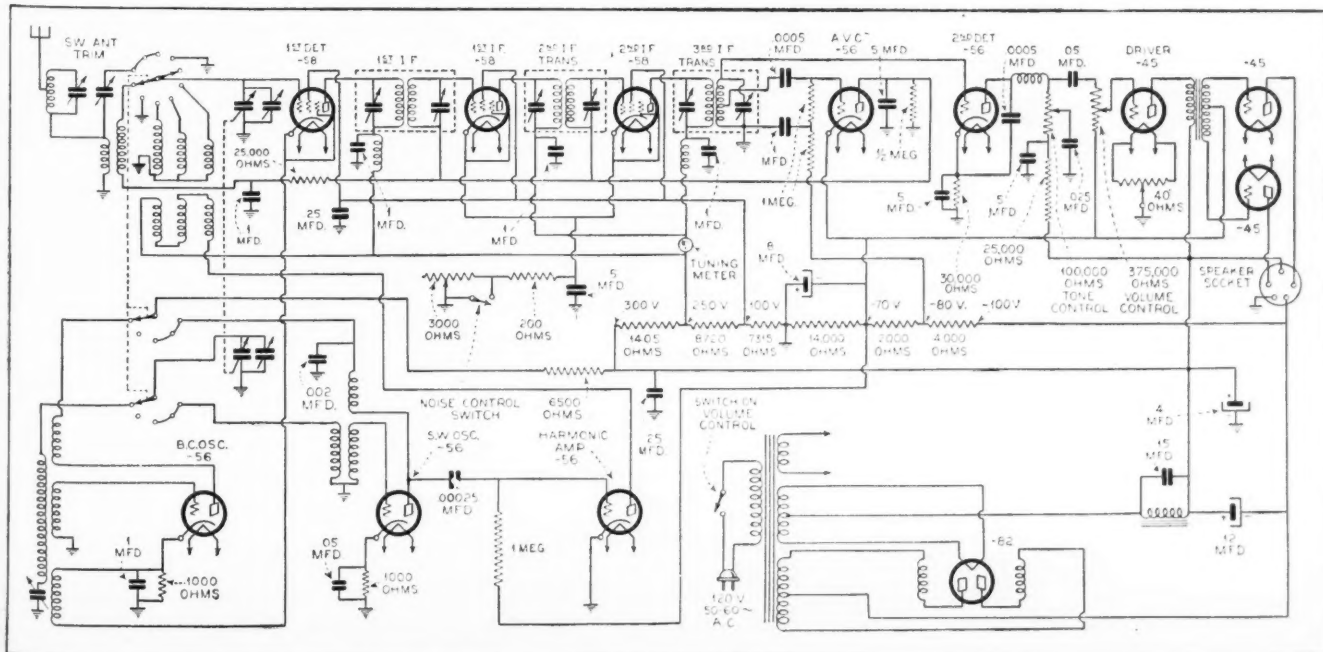 SW. ANT.
TRIM
1ST DET
-58
1ST I F
1ST I F.
-58
2ND I F
TRANS
2ND I F.
-58
3RD I F
TRANS
.0005
MFD
A.V.C.
-56
.5 MFD
2ND DET
-56
.0005
MFD
.05
MFD.
DRIVER
-45
-45
25,000
OHMS
.1
MFD.
.25
MFD.
.1
MFD.
.1
MFD
.1
MFD.
.1
MFD
1 MEG.
1/2 MEG
.5
MFD.
.5
.025
MFD
40
OHMS
-45
TUNING
METER
8
MFD
30,000
OHMS
25,000
OHMS
100,000
OHMS
TONE
CONTROL
375,000
OHMS
VOLUME
CONTROL
SPEAKER
SOCKET
3000
OHMS
200
OHMS
.5
MFD.
300 V
250 V
100 V
-70 V
-80 V.
-100 V
1405
OHMS
8720
OHMS
7315
OHMS
14,000
OHMS
2000
OHMS
4,000
OHMS
.002
MFD.
NOISE CONTROL
SWITCH
6500
OHMS
.25
MFD
SWITCH ON
VOLUME
CONTROL
4
MFD
B.C.OSC.
-56
S.W.OSC.
-56
HARMONIC
AMP -56
.15
MFD
.00025
MFD.
.1
MFD
1000
OHMS
.05
MFD
1000
OHMS
1 MEG
-82
12
MFD
120 V.
50-60 ~
A.C